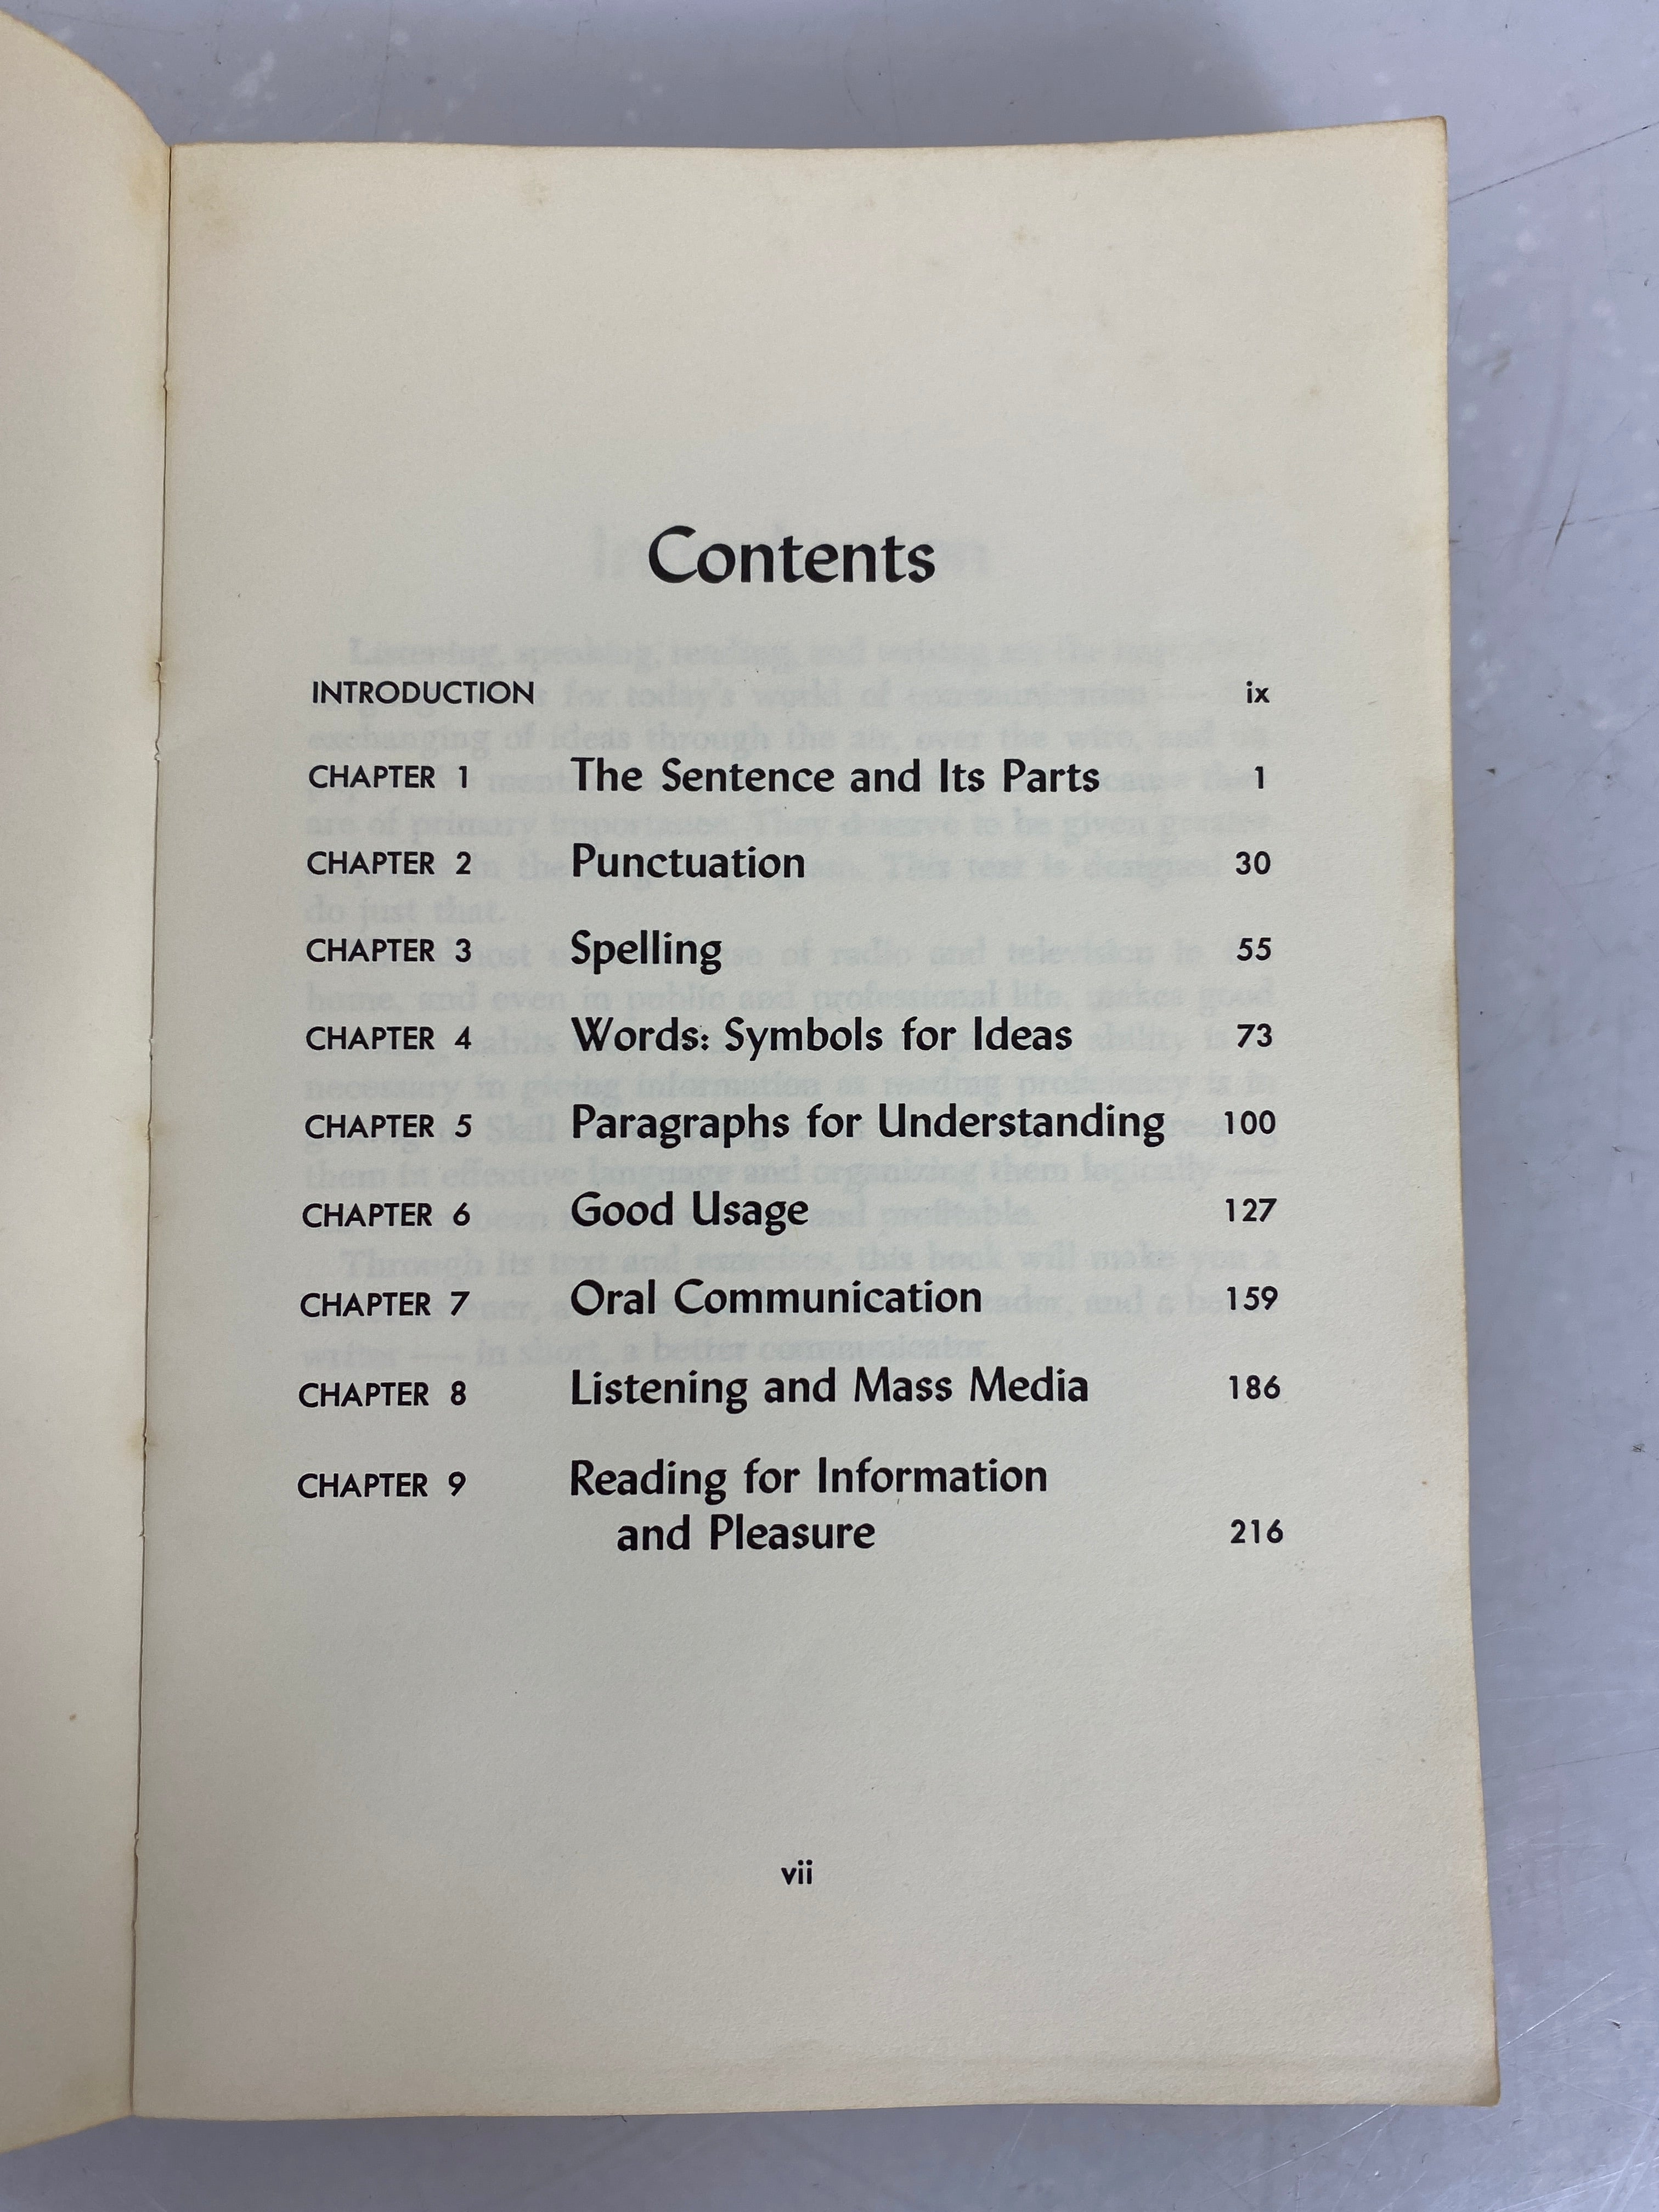 Contents
INTRODUCTION ix
CHAPTER 1 The Sentence and Its Parts 1
CHAPTER 2 Punctuation 30
CHAPTER 3 Spelling 55
CHAPTER 4 Words: Symbols for Ideas 73
CHAPTER 5 Paragraphs for Understanding 100
CHAPTER 6 Good Usage 127
CHAPTER 7 Oral Communication 159
CHAPTER 8 Listening and Mass Media 186
CHAPTER 9 Reading for Information
and Pleasure 216
vii